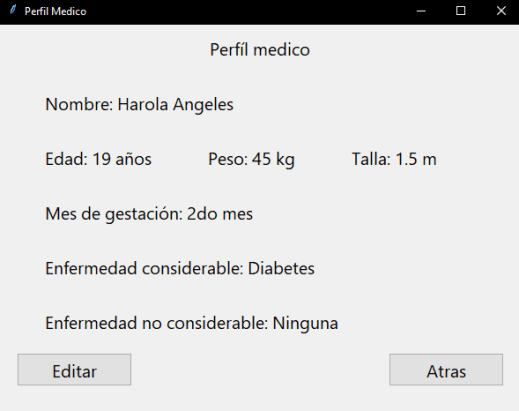 Perfil Medico
Perfíl medico
Nombre: Harola Angeles
Edad: 19 años Peso: 45 kg Talla: 1.5 m
Mes de gestación: 2do mes
Enfermedad considerable: Diabetes
Enfermedad no considerable: Ninguna
Editar Atras